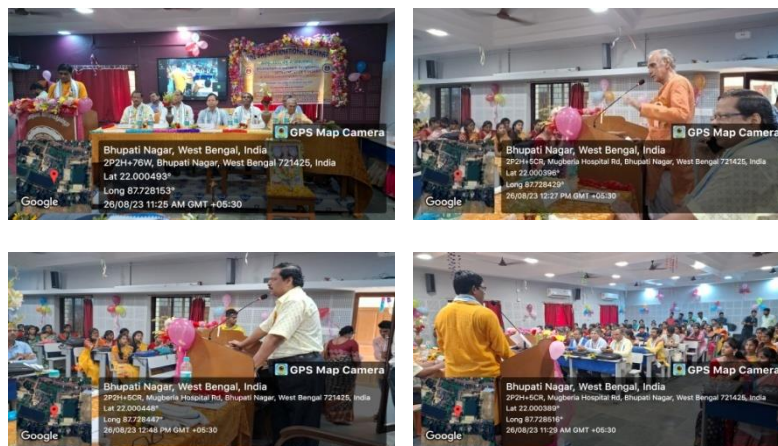 INTERNATIONAL SEMINAR
GPS Map Camera
Bhupati Nagar, West Bengal, India
2P2H+76W, Bhupati Nagar, West Bengal 721425, India
Lat 22.000493°
Long 87.728153°
26/08/23 11:25 AM GMT +05:30
Google
GPS Map Camera
Bhupati Nagar, West Bengal, India
2P2H+5CR, Mugberia Hospital Rd, Bhupati Nagar, West Bengal 721425, India
Lat 22.000396°
Long 87.728429°
26/08/23 12:27 PM GMT +05:30
Google
GPS Map Camera
Bhupati Nagar, West Bengal, India
2P2H+5CR, Mugberia Hospital Rd, Bhupati Nagar, West Bengal 721425, India
Lat 22.000448°
Long 87.728447°
26/08/23 12:48 PM GMT +05:30
Google
GPS Map Camera
Bhupati Nagar, West Bengal, India
2P2H+5CR, Mugberia Hospital Rd, Bhupati Nagar, West Bengal 721425, India
Lat 22.000389°
Long 87.728516°
26/08/23 11:29 AM GMT +05:30
Google